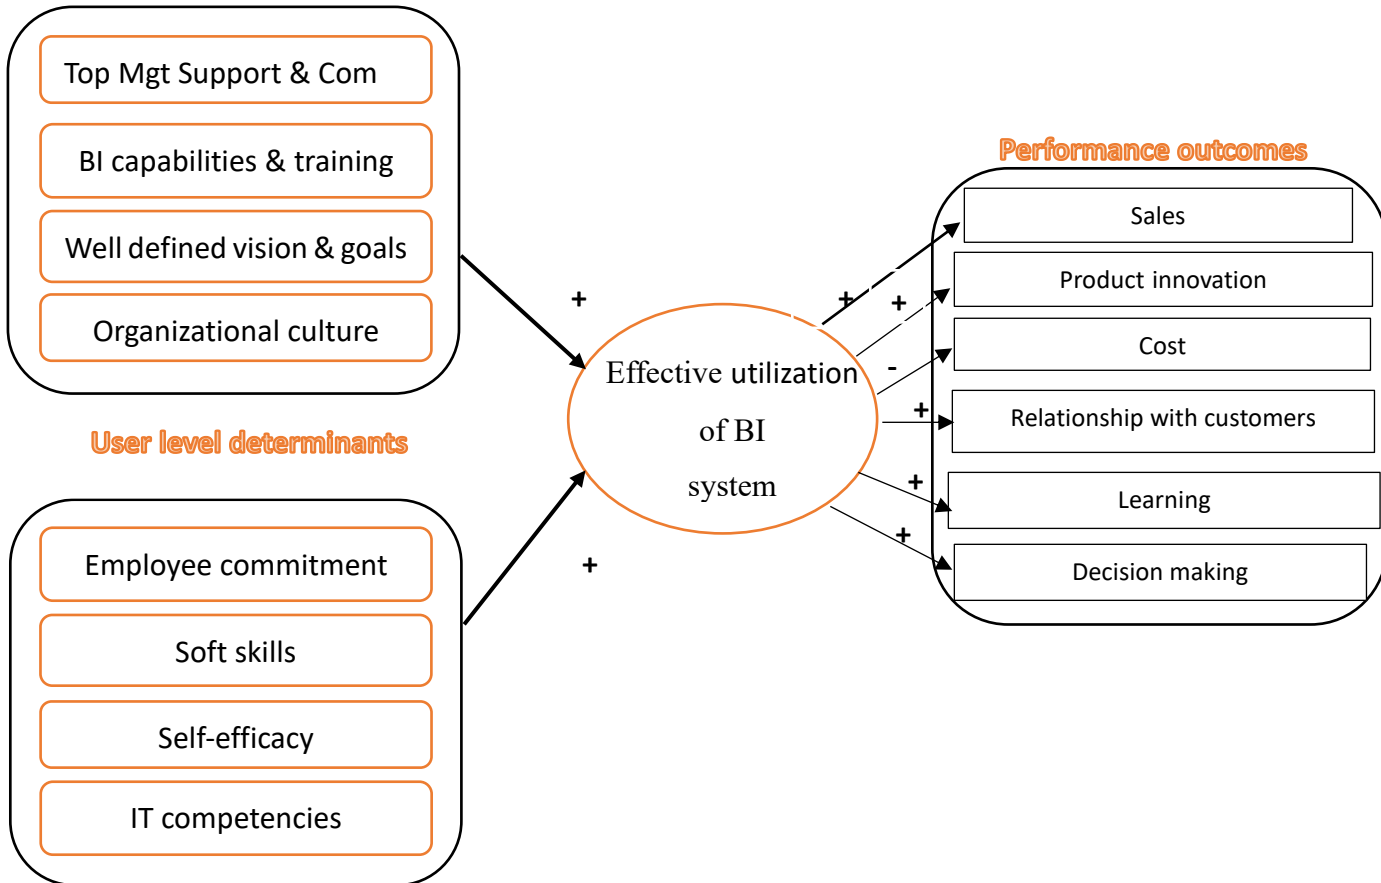 Top Mgt Support & Com
BI capabilities & training
Well defined vision & goals
Organizational culture
User level determinants
Employee commitment
Soft skills
Self-efficacy
IT competencies
+
+
Effective utilization
of BI
system
+
+
-
+
+
+
Performance outcomes
Sales
Product innovation
Cost
Relationship with customers
Learning
Decision making